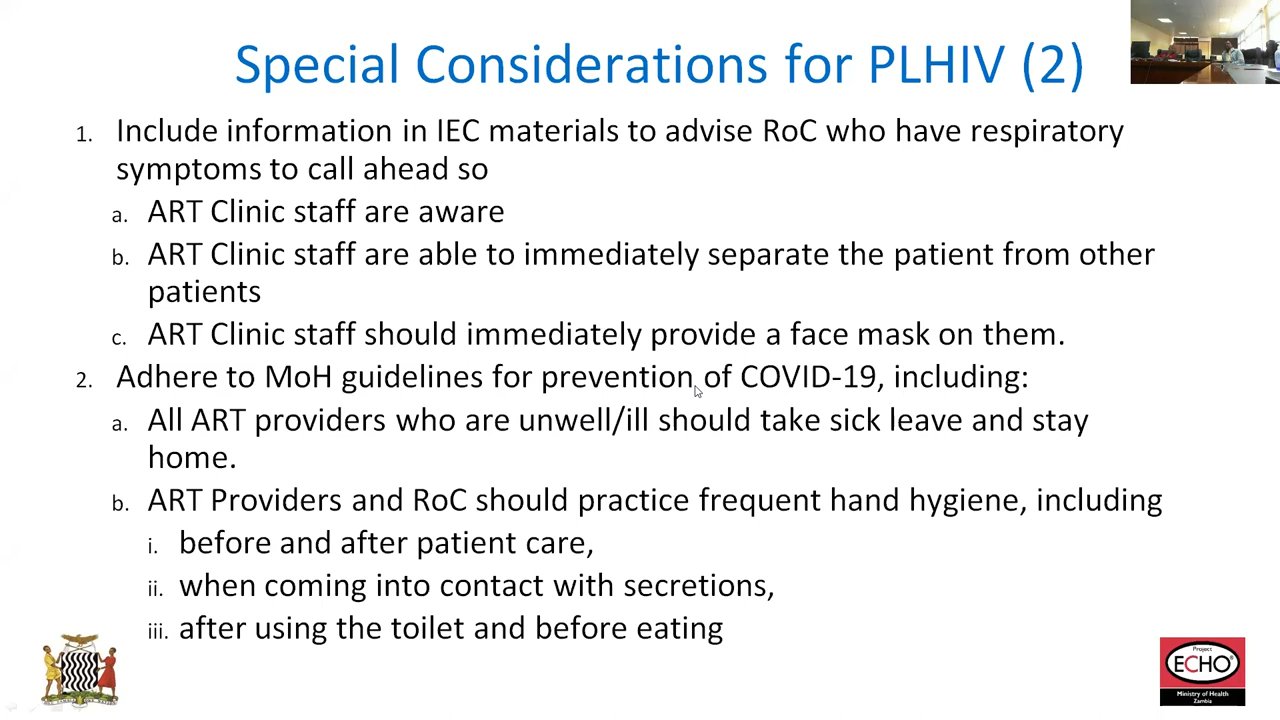 Special Considerations for PLHIV (2)
1. Include information in IEC materials to advise RoC who have respiratory
symptoms to call ahead so
a. ART Clinic staff are aware
b. ART Clinic staff are able to immediately separate the patient from other
patients
c. ART Clinic staff should immediately provide a face mask on them.
2. Adhere to MoH guidelines for prevention of COVID-19, including:
a. All ART providers who are unwell/ill should take sick leave and stay
home.
b. ART Providers and RoC should practice frequent hand hygiene, including
i. before and after patient care,
ii. when coming into contact with secretions,
iii. after using the toilet and before eating
Project
ECHO®
Ministry of Health
Zambia